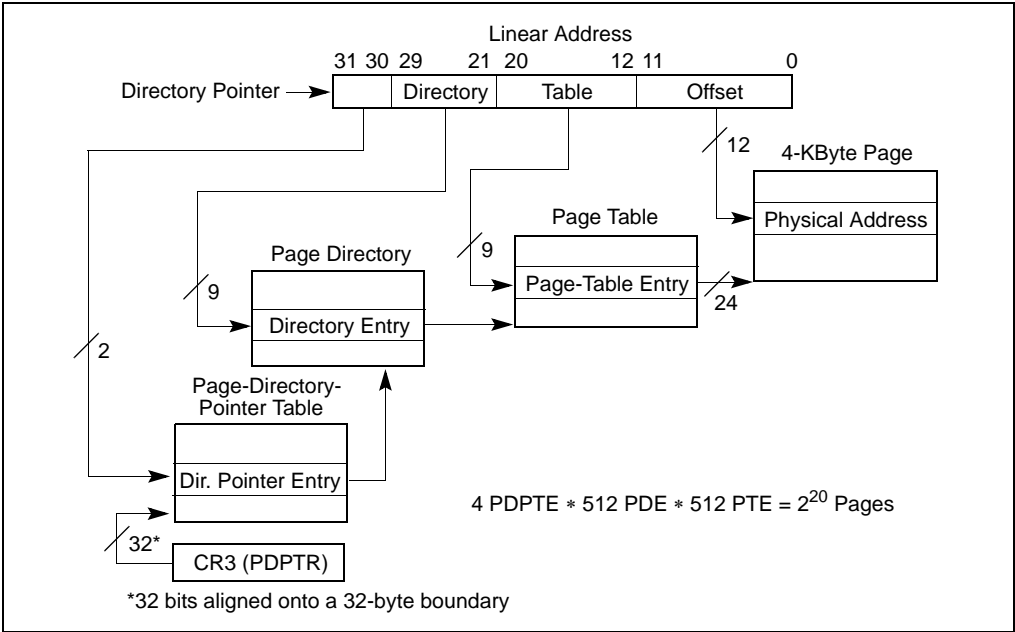 Linear Address
31 30 29 21 20 12 11 0
Directory Pointer Directory Table Offset
12
4-KByte Page
Physical Address
Page Table
9
Page-Table Entry
24
Page Directory
9
Directory Entry
2
Page-Directory-
Pointer Table
Dir. Pointer Entry
4 PDPTE * 512 PDE * 512 PTE = 2²⁰ Pages
32*
CR3 (PDPTR)
*32 bits aligned onto a 32-byte boundary